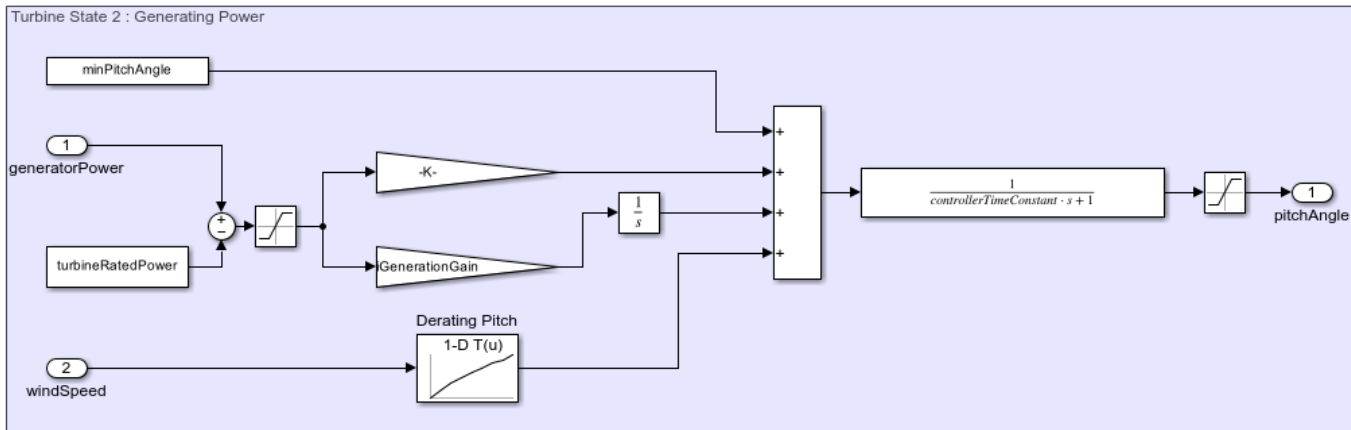 Turbine State 2 : Generating Power
minPitchAngle
1
generatorPower
+
−
turbineRatedPower
-K-
iGenerationGain
1
s
Derating Pitch
1-D T(u)
2
windSpeed
+
+
+
+
1
controllerTimeConstant · s + 1
1
pitchAngle